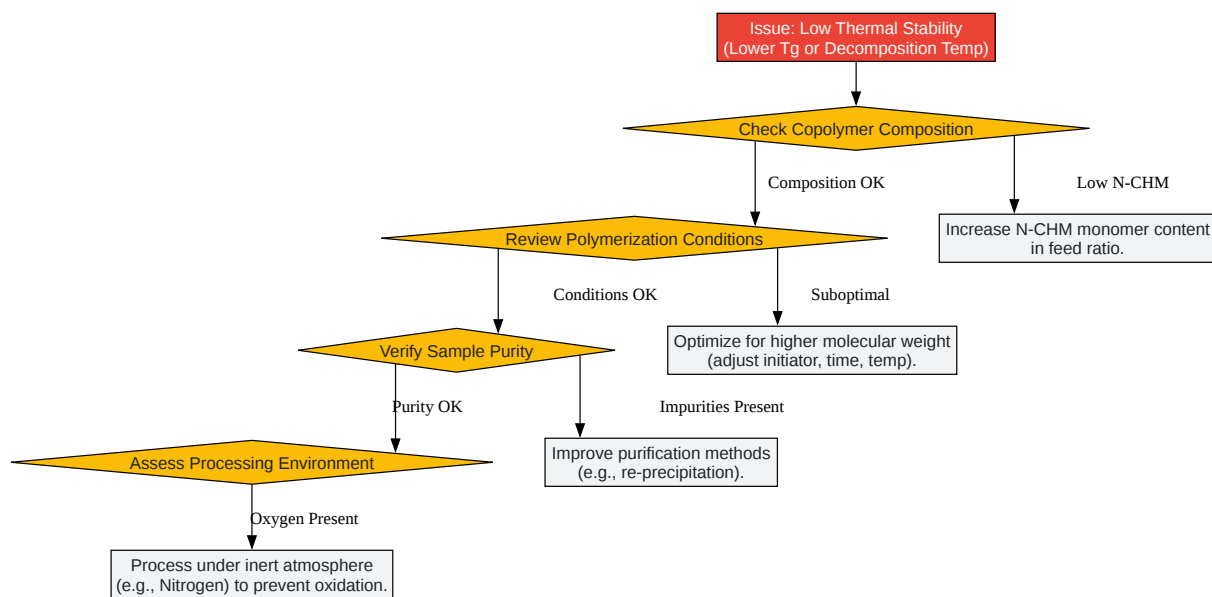 Issue: Low Thermal Stability
(Lower Tg or Decomposition Temp)
Check Copolymer Composition
Composition OK
Low N-CHM
Increase N-CHM monomer content
in feed ratio.
Review Polymerization Conditions
Conditions OK
Suboptimal
Optimize for higher molecular weight
(adjust initiator, time, temp).
Verify Sample Purity
Purity OK
Impurities Present
Improve purification methods
(e.g., re-precipitation).
Assess Processing Environment
Oxygen Present
Process under inert atmosphere
(e.g., Nitrogen) to prevent oxidation.